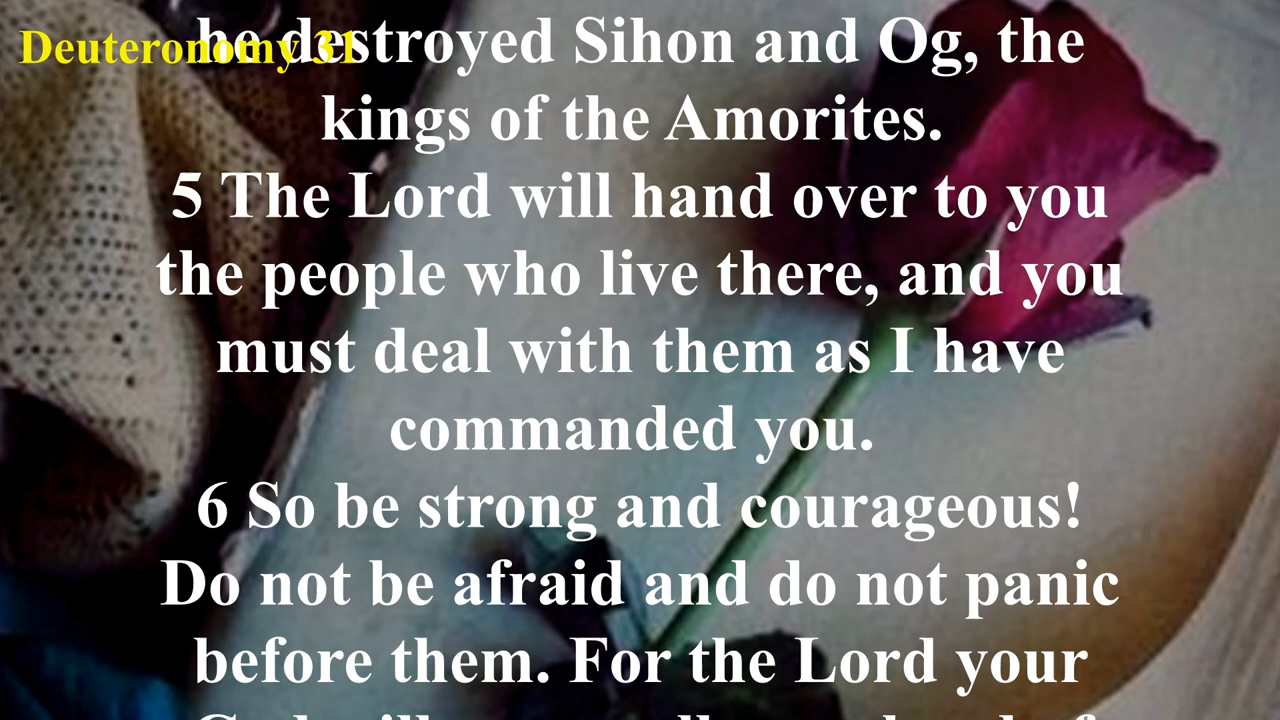 Deuteronomy 31
he destroyed Sihon and Og, the
kings of the Amorites.
5 The Lord will hand over to you
the people who live there, and you
must deal with them as I have
commanded you.
6 So be strong and courageous!
Do not be afraid and do not panic
before them. For the Lord your